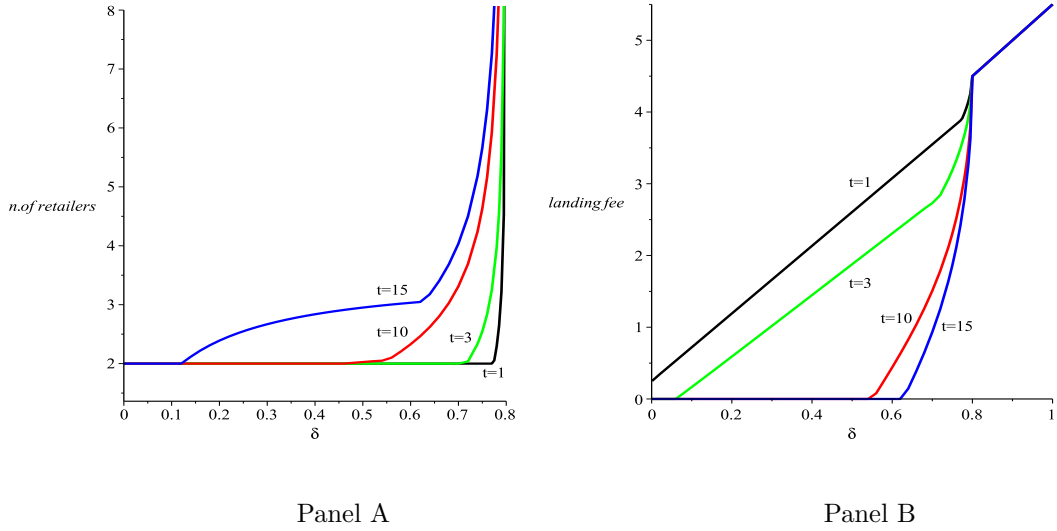 8
7
6
5
4
3
2
n.of retailers
t=15
t=10
t=3
t=1
0 0.1 0.2 0.3 0.4 0.5 0.6 0.7 0.8
δ
Panel A
5
4
3
2
1
0
landing fee
t=1
t=3
t=10
t=15
0 0.2 0.4 0.6 0.8 1
δ
Panel B